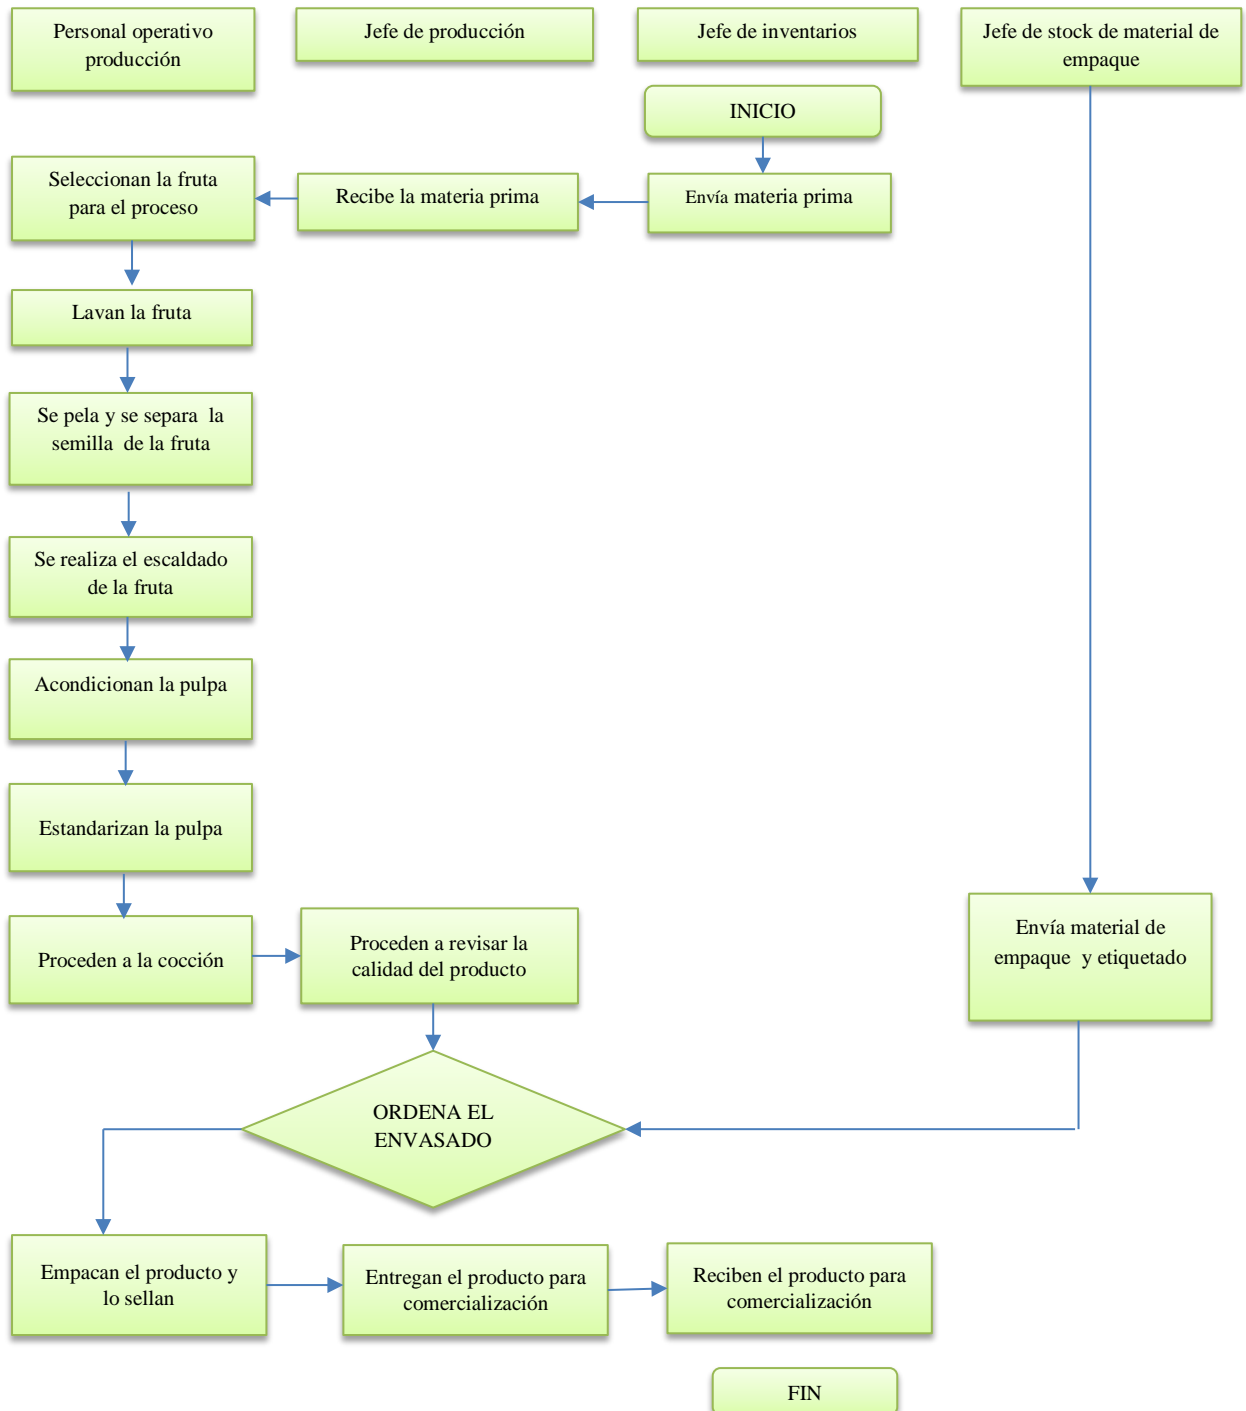 Personal operativo
producción
Jefe de producción
Jefe de inventarios
Jefe de stock de material de
empaque
INICIO
Seleccionan la fruta
para el proceso
Recibe la materia prima
Envía materia prima
Lavan la fruta
Se pela y se separa  la
semilla  de la fruta
Se realiza el escaldado
de la fruta
Acondicionan la pulpa
Estandarizan la pulpa
Proceden a la cocción
Proceden a revisar la
calidad del producto
Envía material de
empaque  y etiquetado
ORDENA EL
ENVASADO
Empacan el producto y
lo sellan
Entregan el producto para
comercialización
Reciben el producto para
comercialización
FIN